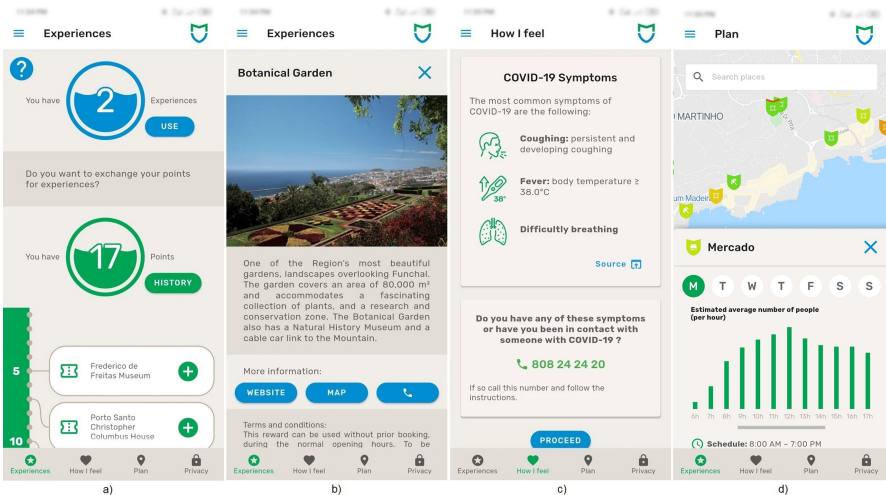 Experiences
?
You have
2
Experiences
USE
Do you want to exchange your points
for experiences?
You have
17
Points
HISTORY
5
Frederico de
Freitas Museum
Porto Santo
Christopher
Columbus House
10
Experiences
How I feel
Plan
Privacy
a)
Experiences
Botanical Garden
One of the Region's most beautiful
gardens, landscapes overlooking Funchal.
The garden covers an area of 80,000 m²
and accommodates a fascinating
collection of plants, and a research and
conservation zone. The Botanical Garden
also has a Natural History Museum and a
cable car link to the Mountain.
More information:
WEBSITE
MAP
Terms and conditions:
This reward can be used without prior booking,
during the normal opening hours. To be
Experiences
How I feel
Plan
Privacy
b)
How I feel
COVID-19 Symptoms
The most common symptoms of
COVID-19 are the following:
Coughing: persistent and
developing coughing
38°
Fever: body temperature ≥
38.0°C
Difficultly breathing
Source
Do you have any of these symptoms
or have you been in contact with
someone with COVID-19 ?
808 24 24 20
If so call this number and follow the
instructions.
PROCEED
Experiences
How I feel
Plan
Privacy
c)
Plan
Search places
MARTINHO
um Madeira
Mercado
M T W T F S S
Estimated average number of people
(per hour)
6h 7h 8h 9h 10h 11h 12h 13h 14h 15h 16h 17h
Schedule: 8:00 AM – 7:00 PM
Experiences
How I feel
Plan
Privacy
d)